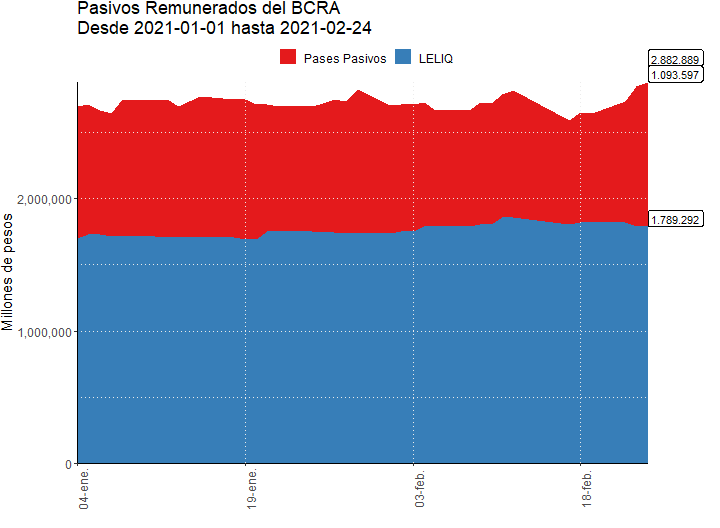 Pasivos Remunerados del BCRA
Desde 2021-01-01 hasta 2021-02-24
Pases Pasivos
LELIQ
2.882.889
1.093.597
2,000,000
1.789.292
Millones de pesos
1,000,000
0
04-ene.
19-ene.
03-feb.
18-feb.